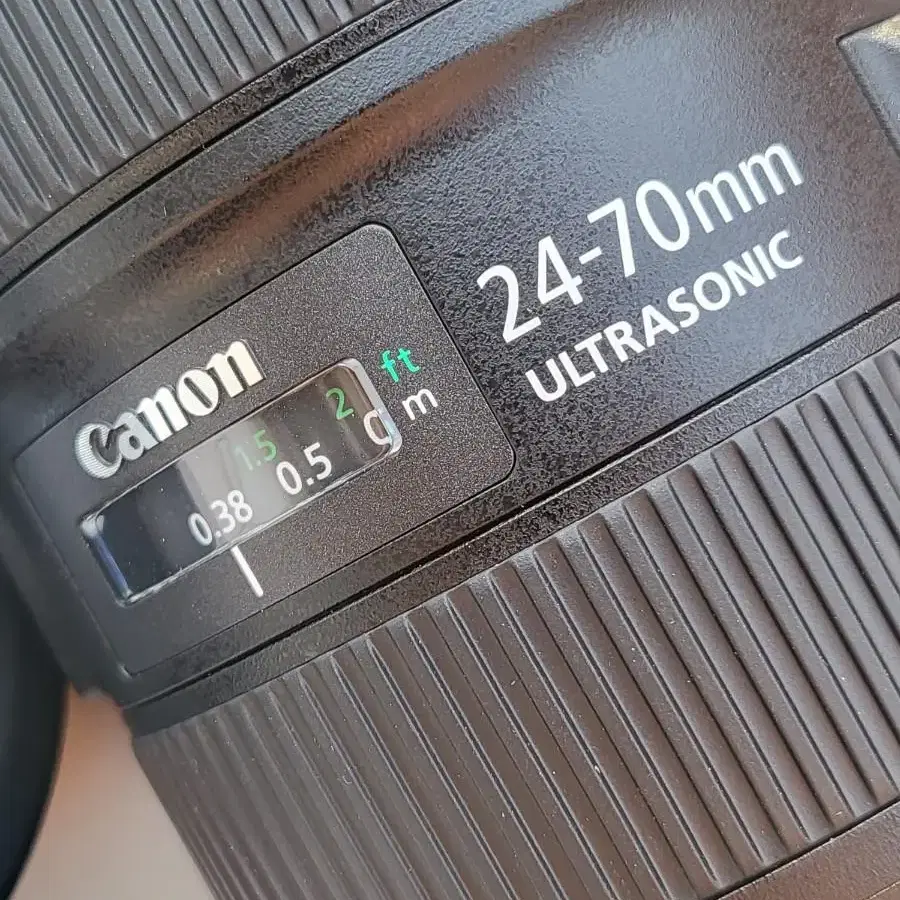 24-70mm
ULTRASONIC
Canon
1.5 2 ft
0.38 0.5 m